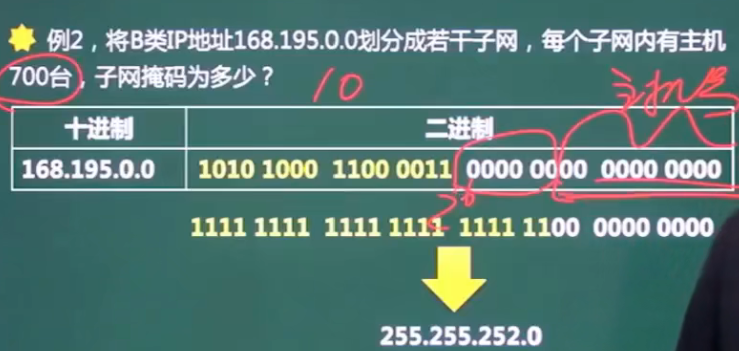 例2，将B类IP地址168.195.0.0划分成若干子网，每个子网内有主机
700台，子网掩码为多少？
10
主机号
十进制 二进制
168.195.0.0 1010 1000 1100 0011 0000 0000 0000 0000
1111 1111 1111 1111 1111 1100 0000 0000
255.255.252.0